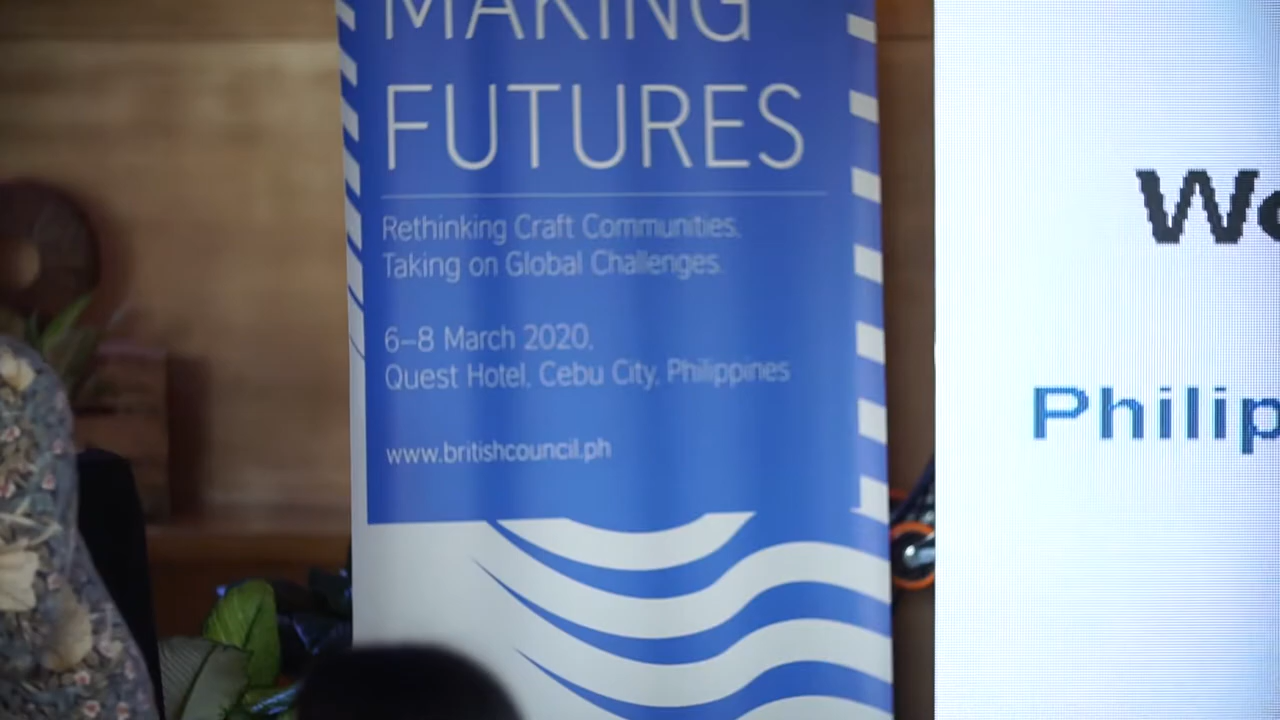 MAKING
FUTURES
Rethinking Craft Communities.
Taking on Global Challenges.
6–8 March 2020,
Quest Hotel, Cebu City, Philippines
www.britishcouncil.ph